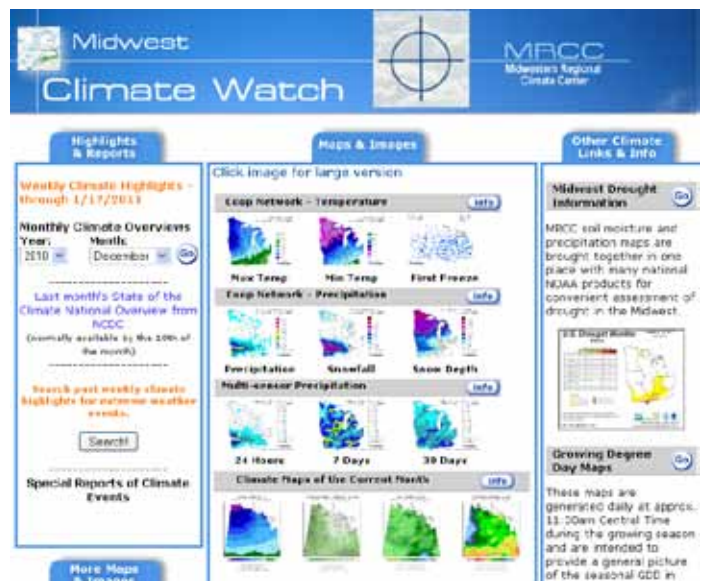 Midwest
Climate Watch
MRCC
Midwestern Regional
Climate Center
Highlights
& Reports
Weekly Climate Highlights -
through 1/17/2011
Monthly Climate Overviews
Year: Month:
2010 December Go
Last month's State of the
Climate National Overview from
NCDC
(normally available by the 10th of
the month)
Search past weekly climate
highlights for extreme weather
events.
Search!
Special Reports of Climate
Events
More Maps
& Images
Maps & Images
Click image for large version
Coop Network - Temperature info
Max Temp Min Temp First Freeze
Coop Network - Precipitation info
Precipitation Snowfall Snow Depth
Multi-sensor Precipitation info
24 Hours 7 Days 30 Days
Climate Maps of the Current Month info
Other Climate
Links & Info
Midwest Drought
Information Go
MRCC soil moisture and
precipitation maps are
brought together in one
place with many national
NOAA products for
convenient assessment of
drought in the Midwest.
U.S. Drought Monitor
Growing Degree
Day Maps Go
These maps are
generated daily at approx.
11:00am Central Time
during the growing season
and are intended to
provide a general picture
of the seasonal GDD in